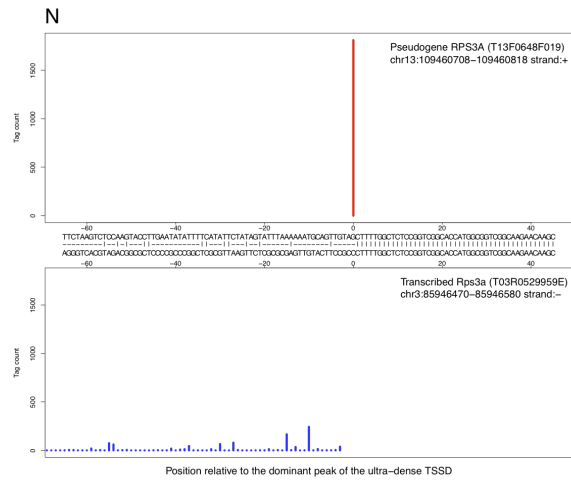 N
Pseudogene RPS3A (T13F0648F019)
chr13:109460708−109460818 strand:+
Tag count
0 500 1000 1500
−60 −40 −20 0 20 40
TTCTAAGTCTCCAAGTACCTTGAATATATTTTCATATTCTATAGTATTTAAAAAATGCAGTTGTAGCTTTTGGCTCTCCGGTCGGCACCATGGCGGTCGGCAAGAACAAGC
AGGGTCACGTAGACGGCGCTCCCCGCCCGGCTCGCGTTAAGTTCTCGCGCGAGTTGTACTTCCGCCCTTTTGGCTCTCCGGTCGGCACCATGGCGGTCGGCAAGAACAAGC
−60 −40 −20 0 20 40
Transcribed Rps3a (T03R0529959E)
chr3:85946470−85946580 strand:−
Tag count
0 500 1000 1500
Position relative to the dominant peak of the ultra−dense TSSD